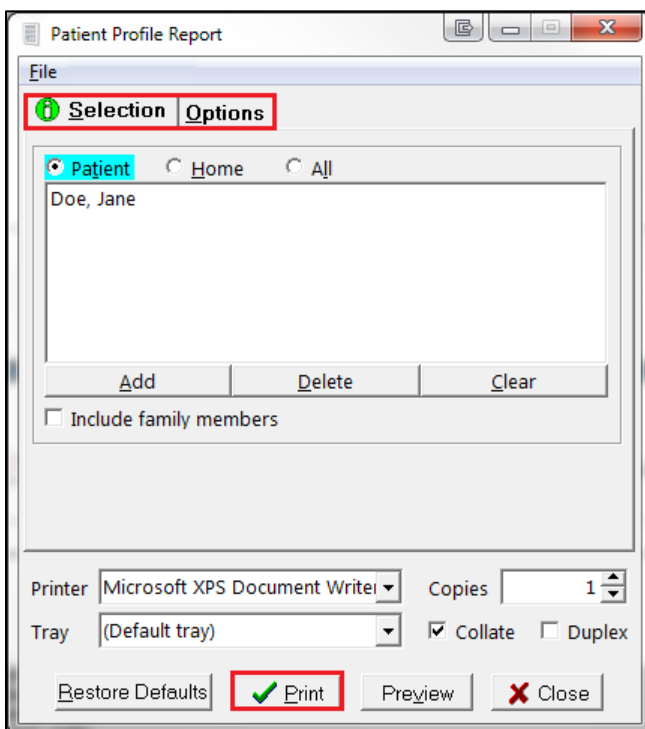 Patient Profile Report
File
Selection Options
Patient Home All
Doe, Jane
Add Delete Clear
Include family members
Printer Microsoft XPS Document Writer Copies 1
Tray (Default tray) Collate Duplex
Restore Defaults Print Preview Close